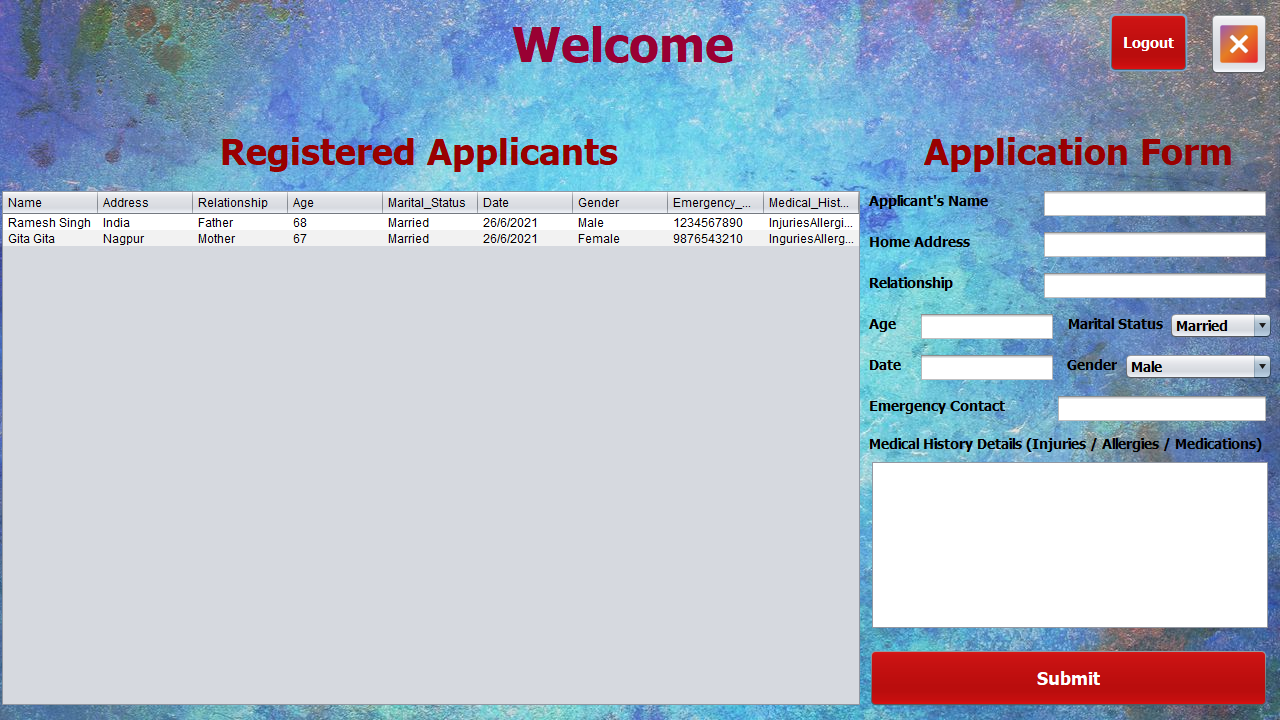 Welcome
Logout
Registered Applicants
Application Form
Name Address Relationship Age Marital_Status Date Gender Emergency_... Medical_Hist...
Ramesh Singh India Father 68 Married 26/6/2021 Male 1234567890 InjuriesAllergi...
Gita Gita Nagpur Mother 67 Married 26/6/2021 Female 9876543210 InguriesAllerg...
Applicant's Name
Home Address
Relationship
Age Marital Status Married
Date Gender Male
Emergency Contact
Medical History Details (Injuries / Allergies / Medications)
Submit